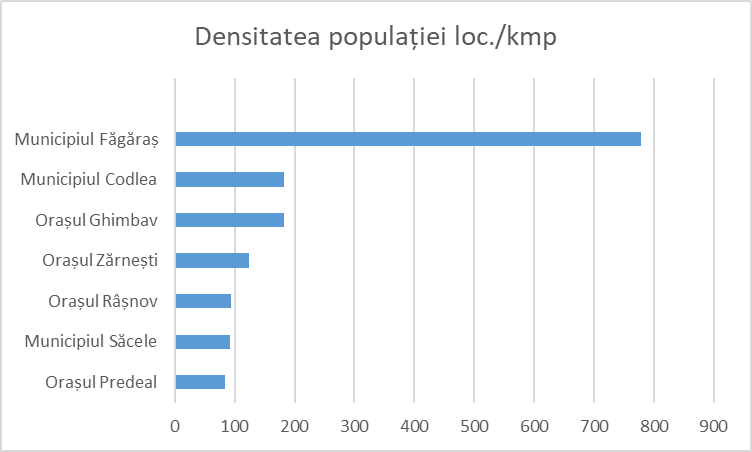 Densitatea populației loc./kmp
Municipiul Făgăraș
Municipiul Codlea
Orașul Ghimbav
Orașul Zărnești
Orașul Râșnov
Municipiul Săcele
Orașul Predeal
0 100 200 300 400 500 600 700 800 900